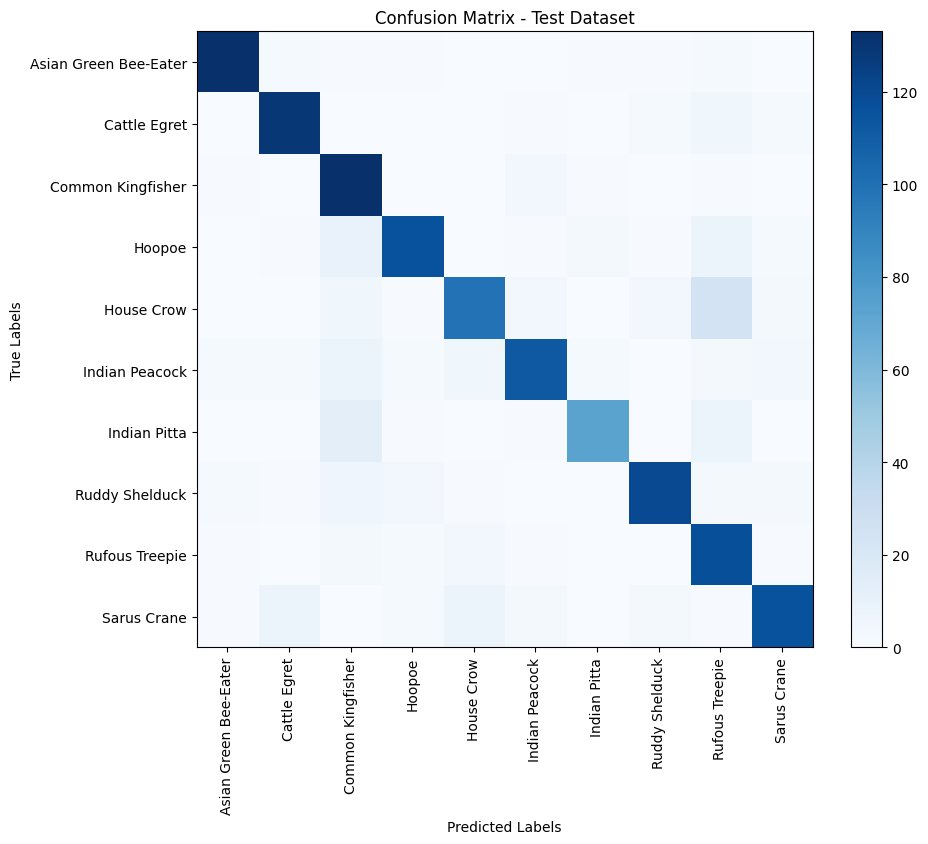 Confusion Matrix - Test Dataset
True Labels
Asian Green Bee-Eater
Cattle Egret
Common Kingfisher
Hoopoe
House Crow
Indian Peacock
Indian Pitta
Ruddy Shelduck
Rufous Treepie
Sarus Crane
Asian Green Bee-Eater
Cattle Egret
Common Kingfisher
Hoopoe
House Crow
Indian Peacock
Indian Pitta
Ruddy Shelduck
Rufous Treepie
Sarus Crane
Predicted Labels
120
100
80
60
40
20
0